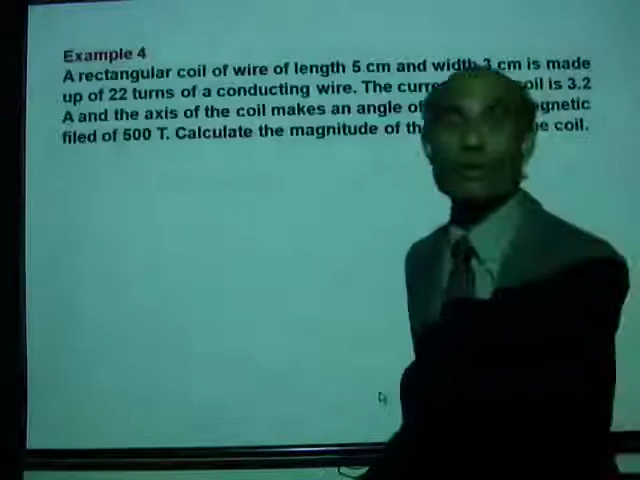 Example 4
A rectangular coil of wire of length 5 cm and width 3 cm is made
up of 22 turns of a conducting wire. The curr oil is 3.2
A and the axis of the coil makes an angle of gnetic
filed of 500 T. Calculate the magnitude of th e coil.